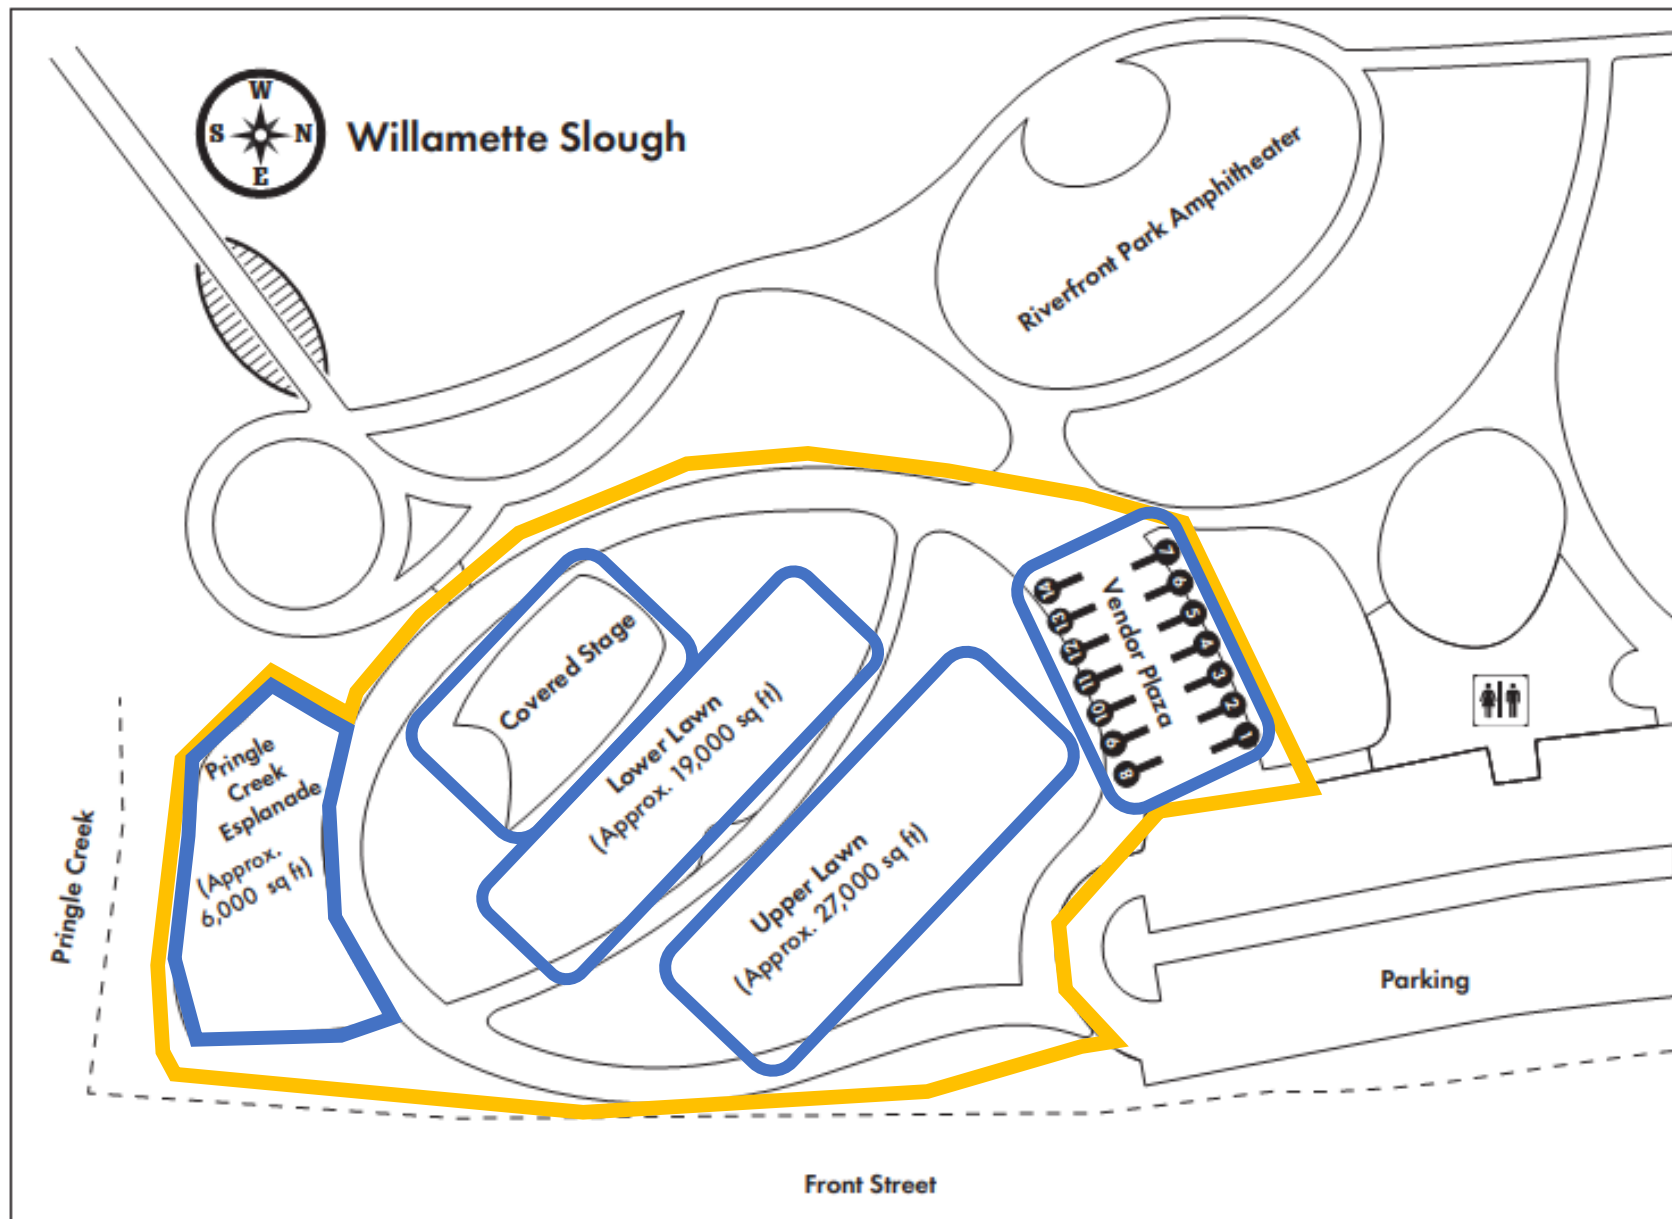 W
S N
E
Willamette Slough
Riverfront Park Amphitheater
Covered Stage
Lower Lawn
(Approx. 19,000 sq ft)
Upper Lawn
(Approx. 27,000 sq ft)
Vendor Plaza
7
6
5
4
3
2
1
14
13
12
11
10
9
8
Pringle
Creek
Esplanade
(Approx.
6,000 sq ft)
Pringle Creek
Parking
Front Street